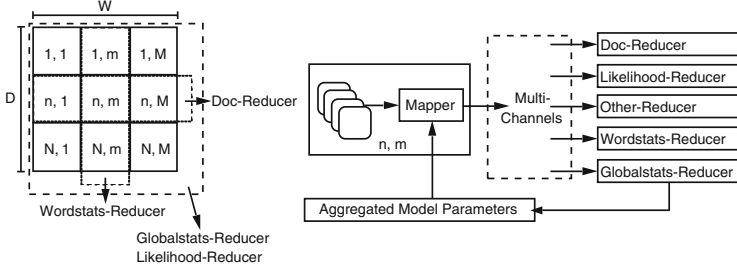 W
D
1, 1 1, m 1, M
n, 1 n, m n, M
N, 1 N, m N, M
Doc-Reducer
Wordstats-Reducer
Globalstats-Reducer
Likelihood-Reducer
Mapper
n, m
Multi-
Channels
Doc-Reducer
Likelihood-Reducer
Other-Reducer
Wordstats-Reducer
Globalstats-Reducer
Aggregated Model Parameters